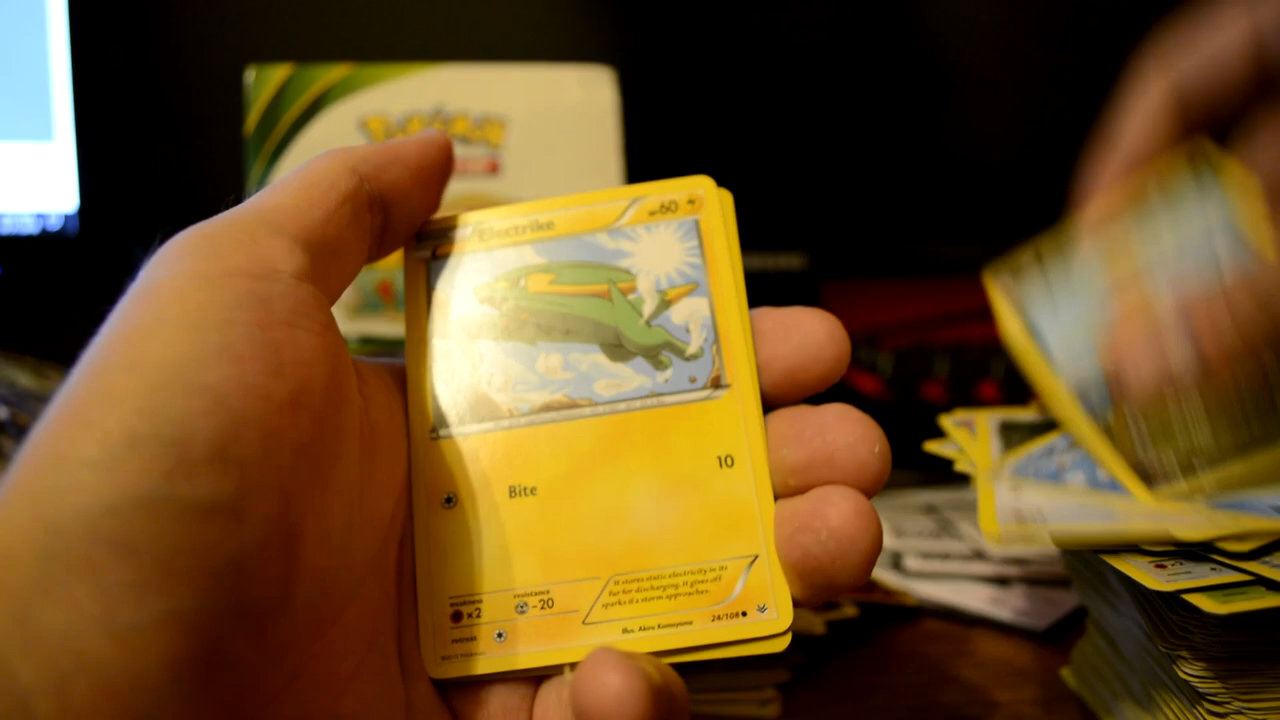 Pokémon
Electrike
HP60
Bite
10
It stores static electricity in its
fur for discharging. It gives off
sparks if a storm approaches.
weakness
×2
resistance
-20
retreat
Illus. Akira Komayama
24/108